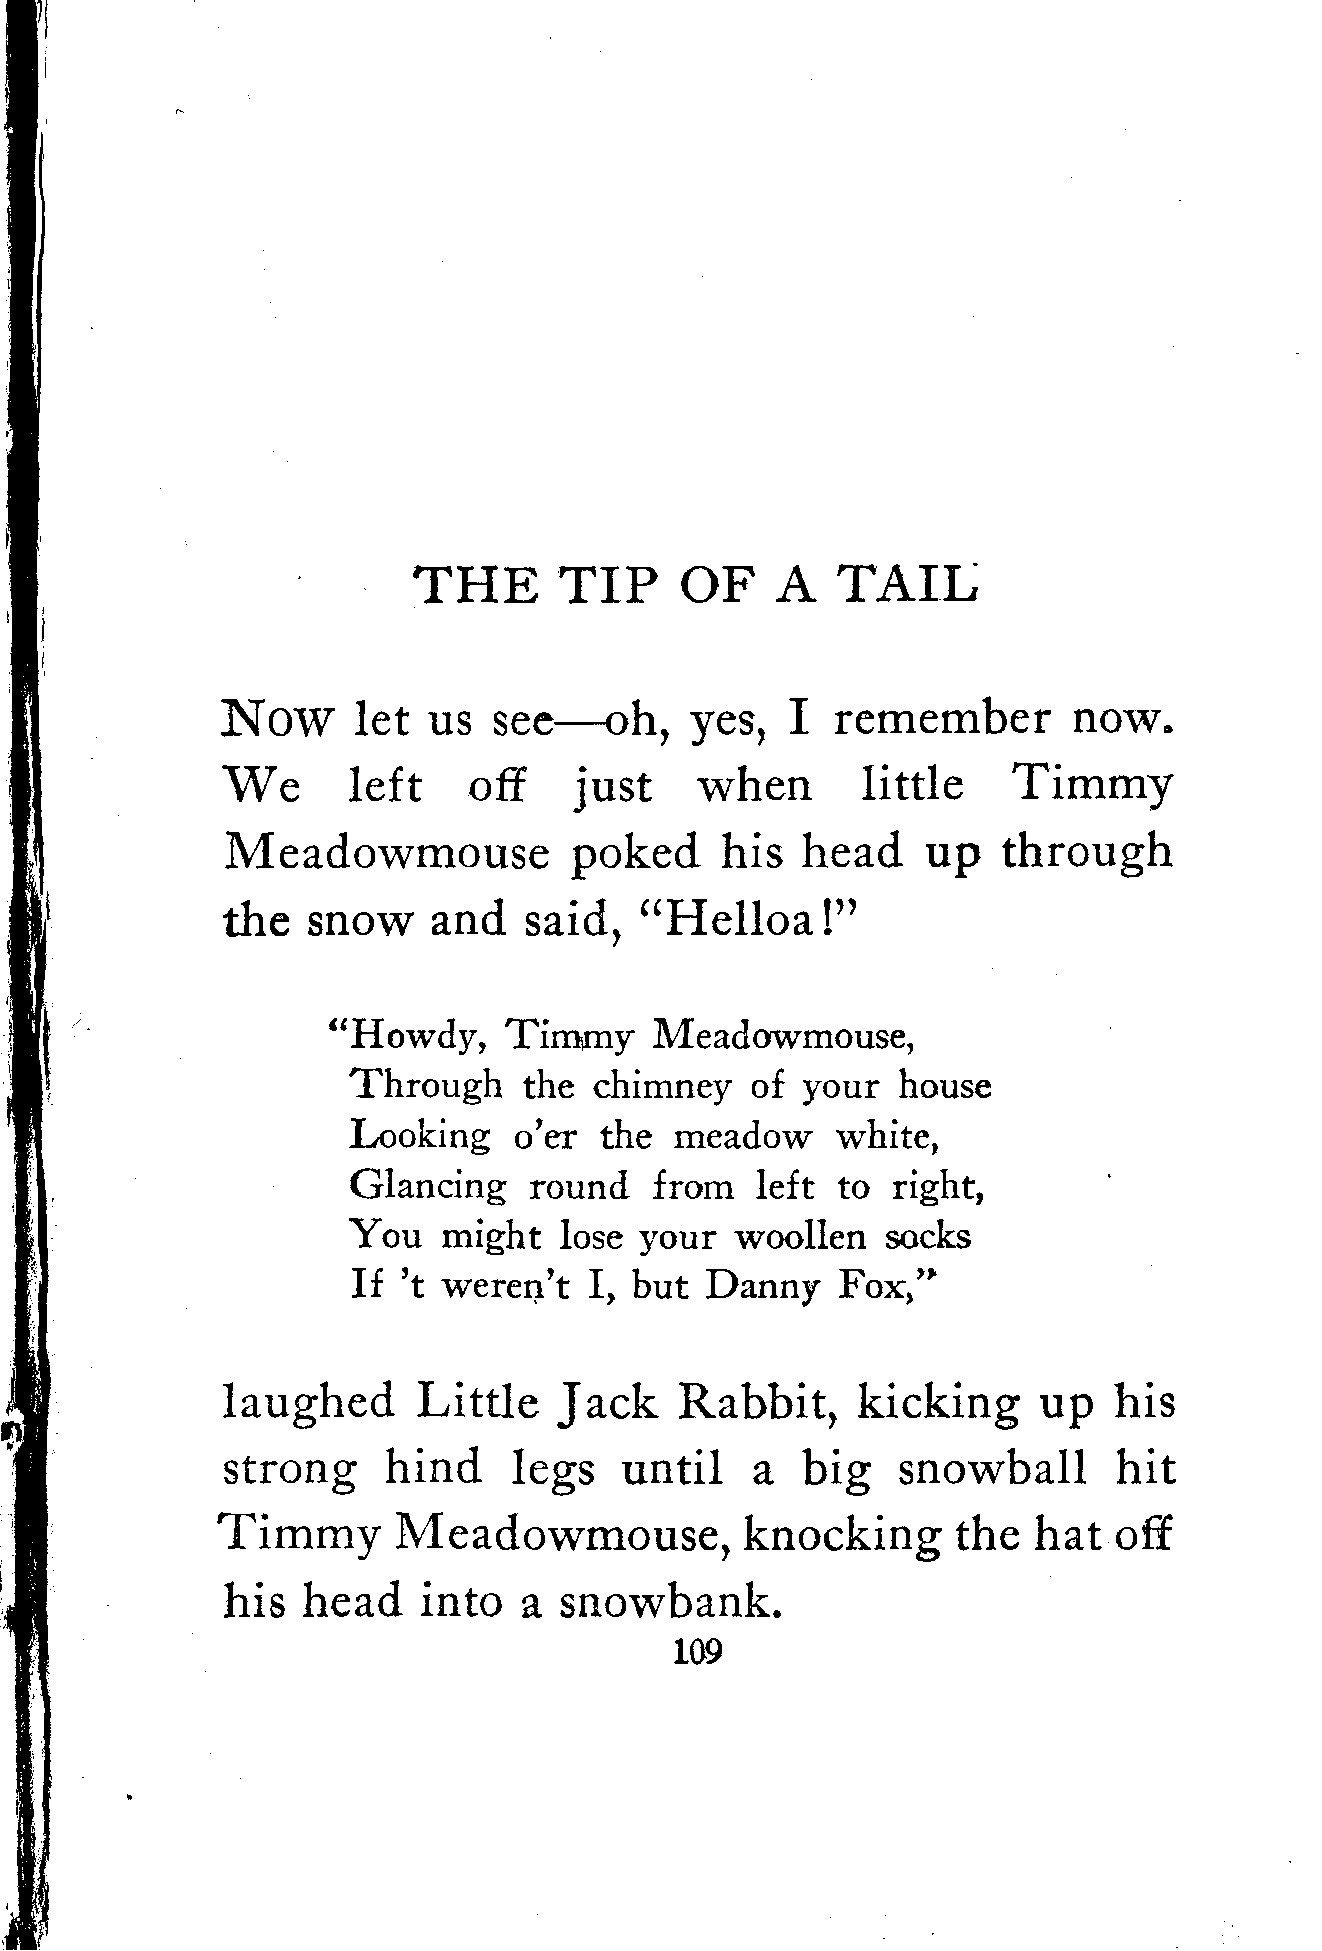 THE TIP OF A TAIL
Now let us see—oh, yes, I remember now.
We left off just when little Timmy
Meadowmouse poked his head up through
the snow and said, “Helloa!”
“Howdy, Timmy Meadowmouse,
Through the chimney of your house
Looking o’er the meadow white,
Glancing round from left to right,
You might lose your woollen socks
If ’t weren’t I, but Danny Fox,”
laughed Little Jack Rabbit, kicking up his
strong hind legs until a big snowball hit
Timmy Meadowmouse, knocking the hat off
his head into a snowbank.
109